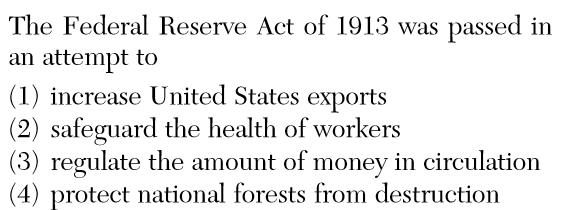 The Federal Reserve Act of 1913 was passed in
an attempt to
(1) increase United States exports
(2) safeguard the health of workers
(3) regulate the amount of money in circulation
(4) protect national forests from destruction